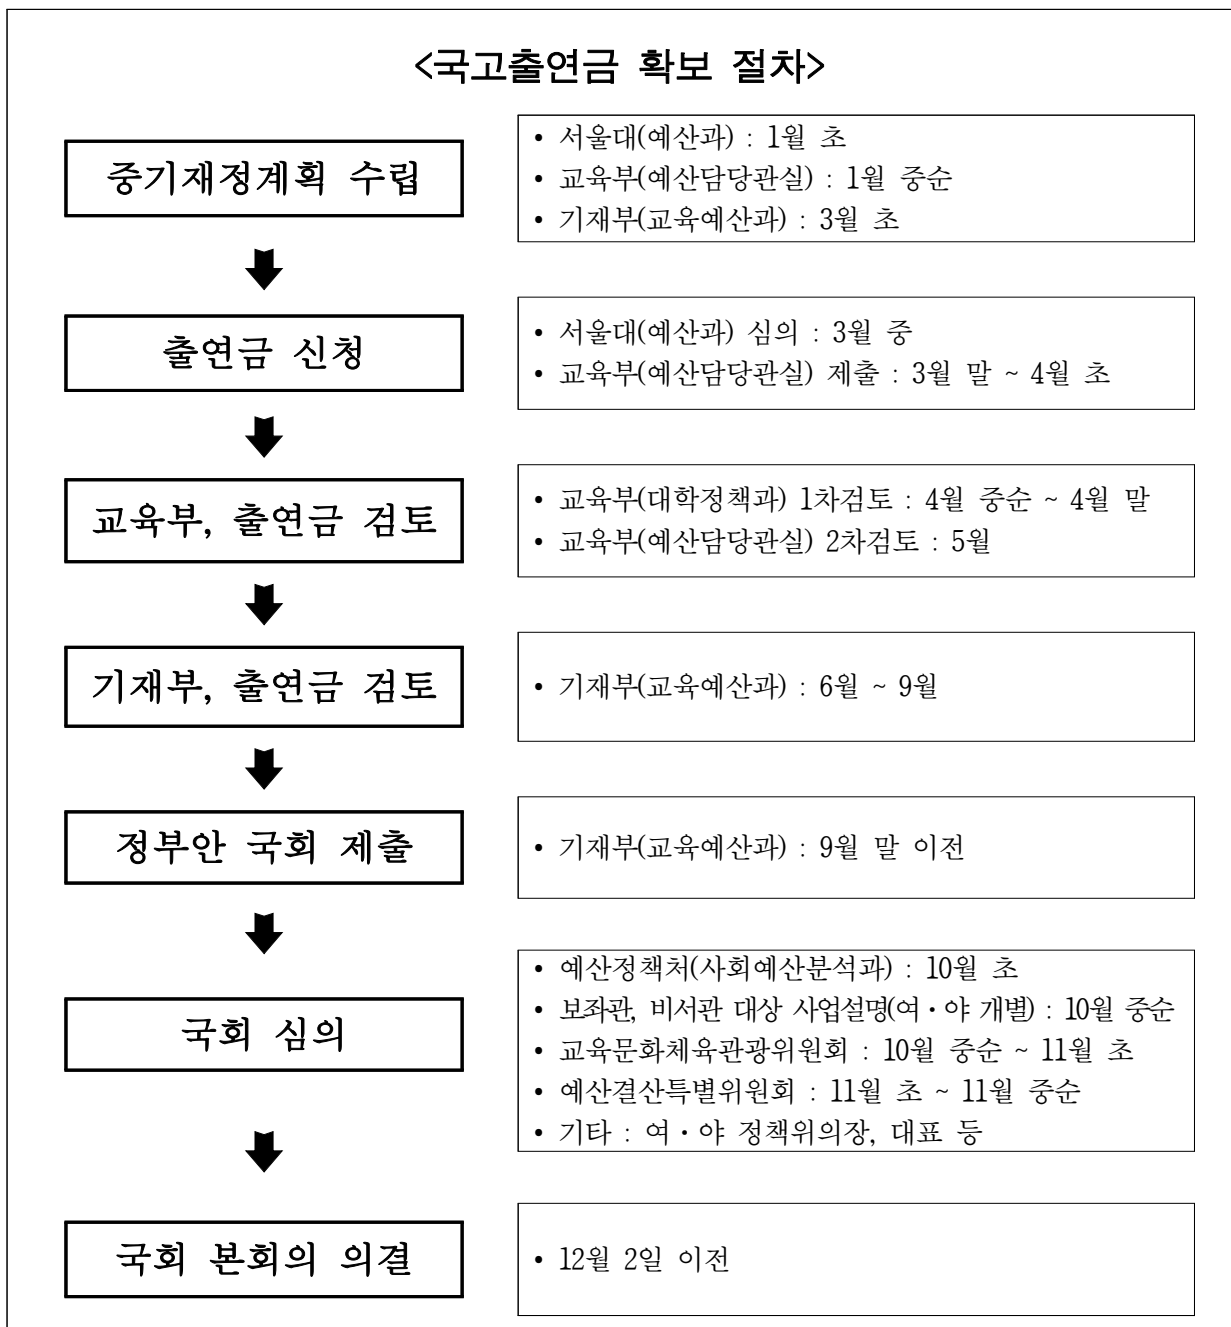 <국고출연금 확보 절차>
중기재정계획 수립
• 서울대(예산과) : 1월 초
• 교육부(예산담당관실) : 1월 중순
• 기재부(교육예산과) : 3월 초
출연금 신청
• 서울대(예산과) 심의 : 3월 중
• 교육부(예산담당관실) 제출 : 3월 말 ~ 4월 초
교육부, 출연금 검토
• 교육부(대학정책과) 1차검토 : 4월 중순 ~ 4월 말
• 교육부(예산담당관실) 2차검토 : 5월
기재부, 출연금 검토
• 기재부(교육예산과) : 6월 ~ 9월
정부안 국회 제출
• 기재부(교육예산과) : 9월 말 이전
국회 심의
• 예산정책처(사회예산분석과) : 10월 초
• 보좌관, 비서관 대상 사업설명(여·야 개별) : 10월 중순
• 교육문화체육관광위원회 : 10월 중순 ~ 11월 초
• 예산결산특별위원회 : 11월 초 ~ 11월 중순
• 기타 : 여·야 정책위의장, 대표 등
국회 본회의 의결
• 12월 2일 이전